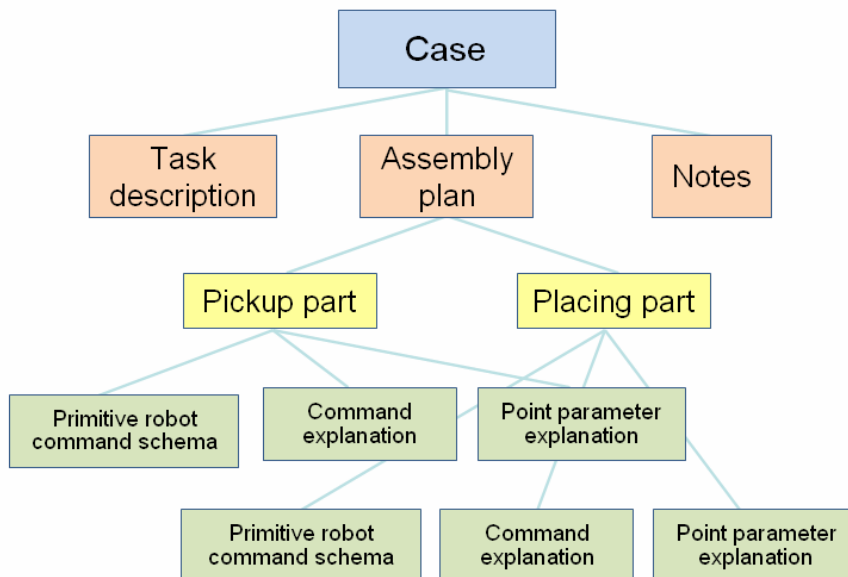 Case
Task
description
Assembly
plan
Notes
Pickup part
Placing part
Primitive robot
command schema
Command
explanation
Point parameter
explanation
Primitive robot
command schema
Command
explanation
Point parameter
explanation